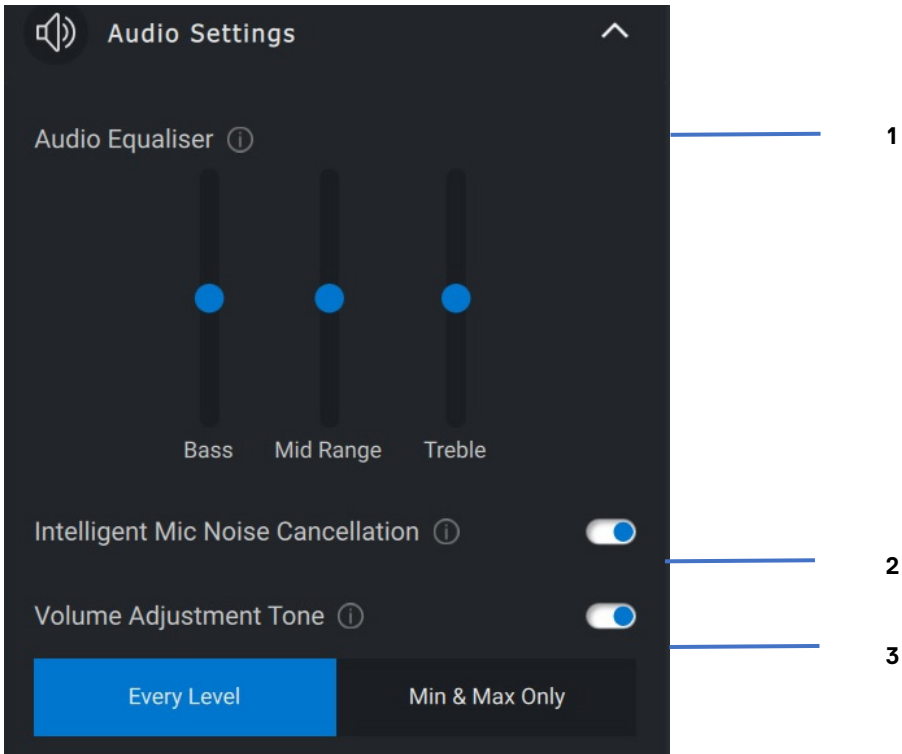 Audio Settings
Audio Equaliser
1
Bass Mid Range Treble
Intelligent Mic Noise Cancellation
2
Volume Adjustment Tone
3
Every Level Min & Max Only